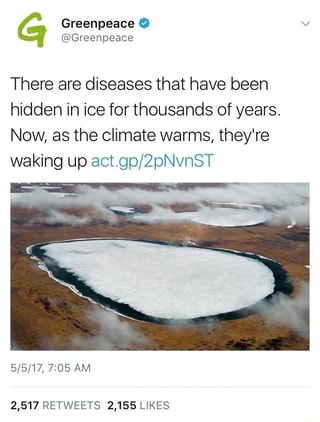 Greenpeace
@Greenpeace
There are diseases that have been
hidden in ice for thousands of years.
Now, as the climate warms, they're
waking up act.gp/2pNvnST
5/5/17, 7:05 AM
2,517 RETWEETS 2,155 LIKES